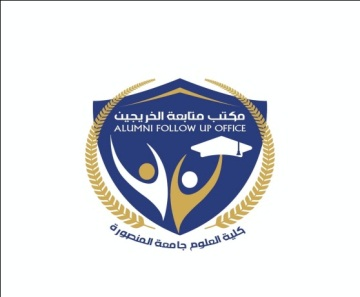 مكتب متابعة الخريجين
ALUMNI FOLLOW UP OFFICE
كلية العلوم جامعة المنصورة